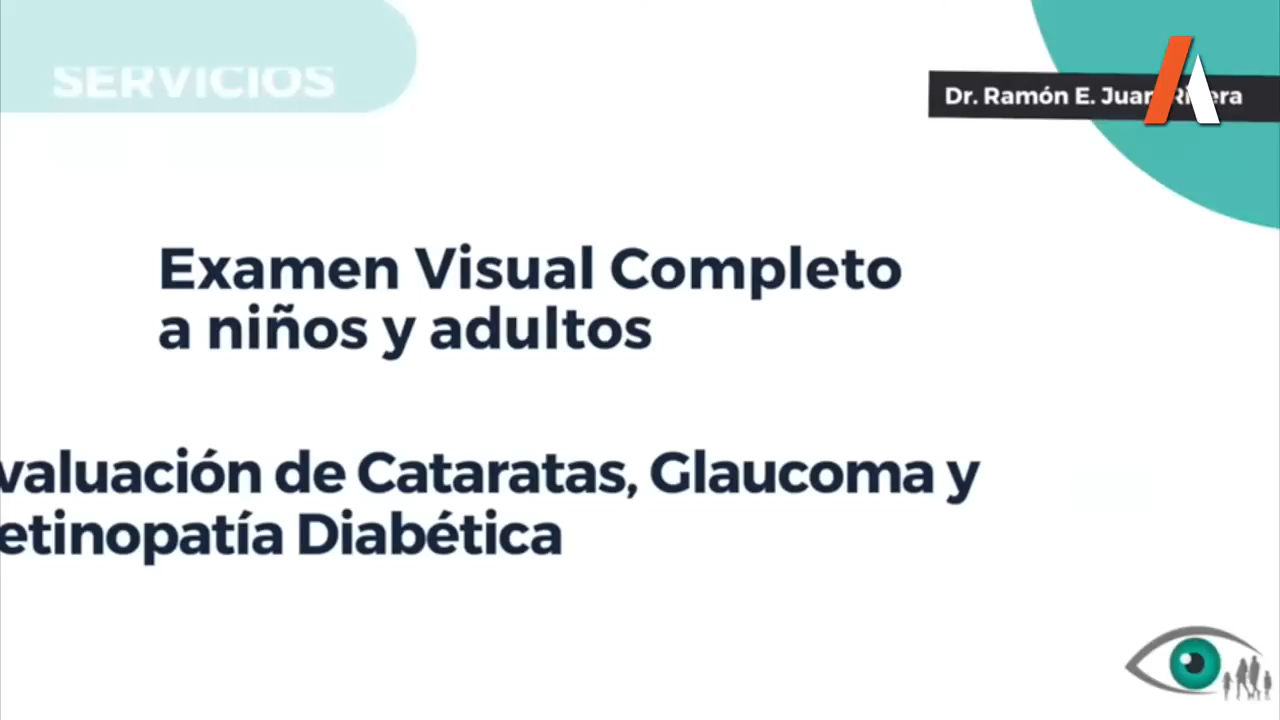 SERVICIOS
Dr. Ramón E. Juan
Examen Visual Completo
a niños y adultos
valuación de Cataratas, Glaucoma y
etinopatía Diabética